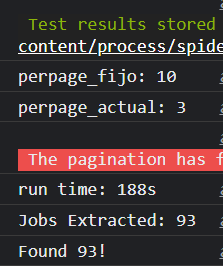 Test results stored
content/process/spide
perpage_fijo: 10
perpage_actual: 3
The pagination has f
run time: 188s
Jobs Extracted: 93
Found 93!